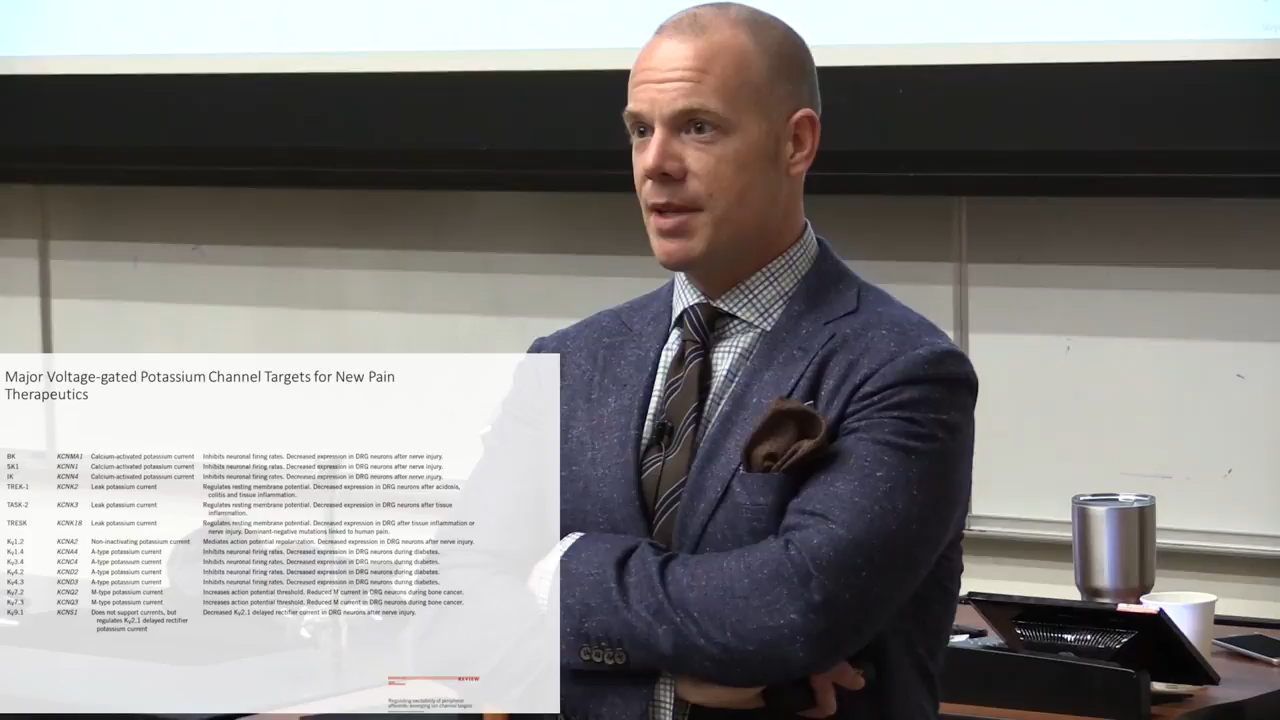 Major Voltage-gated Potassium Channel Targets for New Pain
Therapeutics
BK KCNMA1 Calcium-activated potassium current Inhibits neuronal firing rates. Decreased expression in DRG neurons after nerve injury.
SK1 KCNN1 Calcium-activated potassium current Inhibits neuronal firing rates. Decreased expression in DRG neurons after nerve injury.
IK KCNN4 Calcium-activated potassium current Inhibits neuronal firing rates. Decreased expression in DRG neurons after nerve injury.
TREK-1 KCNK2 Leak potassium current Regulates resting membrane potential. Decreased expression in DRG neurons after acidosis,
colitis and tissue inflammation.
TASK-2 KCNK3 Leak potassium current Regulates resting membrane potential. Decreased expression in DRG neurons after tissue
inflammation.
TRESK KCNK18 Leak potassium current Regulates resting membrane potential. Decreased expression in DRG after tissue inflammation or
nerve injury. Dominant-negative mutations linked to human pain.
KV1.2 KCNA2 Non-inactivating potassium current Mediates action potential repolarization. Decreased expression in DRG neurons after nerve injury.
KV1.4 KCNA4 A-type potassium current Inhibits neuronal firing rates. Decreased expression in DRG neurons during diabetes.
KV3.4 KCNC4 A-type potassium current Inhibits neuronal firing rates. Decreased expression in DRG neurons during diabetes.
KV4.2 KCND2 A-type potassium current Inhibits neuronal firing rates. Decreased expression in DRG neurons during diabetes.
KV4.3 KCND3 A-type potassium current Inhibits neuronal firing rates. Decreased expression in DRG neurons during diabetes.
KV7.2 KCNQ2 M-type potassium current Increases action potential threshold. Reduced M current in DRG neurons during bone cancer.
KV7.3 KCNQ3 M-type potassium current Increases action potential threshold. Reduced M current in DRG neurons during bone cancer.
KV9.1 KCNS1 Does not support currents, but Decreased KV2.1 delayed rectifier current in DRG neurons after nerve injury.
regulates KV2.1 delayed rectifier
potassium current
REVIEW
Regulating excitability of peripheral
afferents: emerging ion channel targets